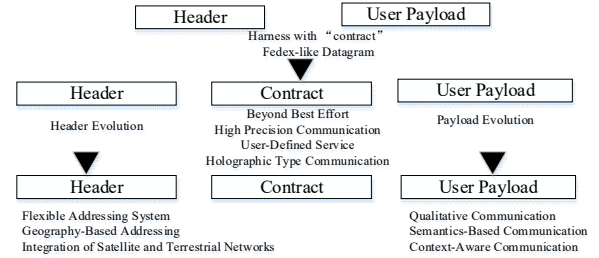 Header
User Payload
Harness with “contract”
Fedex-like Datagram
Header
Contract
User Payload
Header Evolution
Beyond Best Effort
High Precision Communication
User-Defined Service
Holographic Type Communication
Payload Evolution
Header
Contract
User Payload
Flexible Addressing System
Geography-Based Addressing
Integration of Satellite and Terrestrial Networks
Qualitative Communication
Semantics-Based Communication
Context-Aware Communication